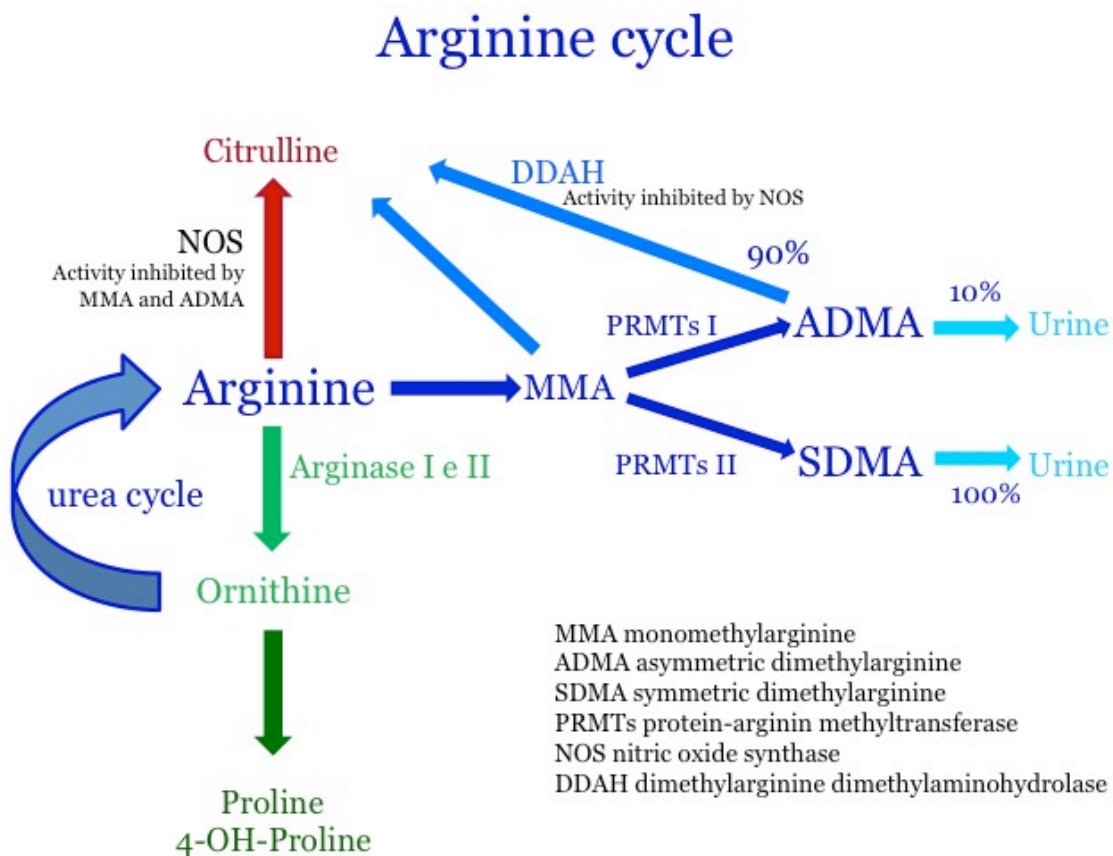 Arginine cycle
Citrulline
DDAH
Activity inhibited by NOS
NOS
Activity inhibited by
MMA and ADMA
90%
10%
PRMTs I
ADMA
Urine
Arginine
MMA
PRMTs II
SDMA
Urine
100%
Arginase I e II
urea cycle
Ornithine
MMA monomethylarginine
ADMA asymmetric dimethylarginine
SDMA symmetric dimethylarginine
PRMTs protein-arginin methyltransferase
NOS nitric oxide synthase
DDAH dimethylarginine dimethylaminohydrolase
Proline
4-OH-Proline